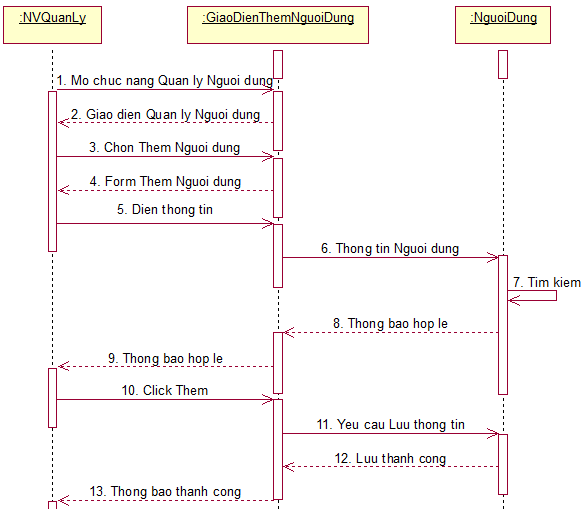 :NVQuanLy
:GiaoDienThemNguoiDung
:NguoiDung
1. Mo chuc nang Quan ly Nguoi dung
2. Giao dien Quan ly Nguoi dung
3. Chon Them Nguoi dung
4. Form Them Nguoi dung
5. Dien thong tin
6. Thong tin Nguoi dung
7. Tim kiem
8. Thong bao hop le
9. Thong bao hop le
10. Click Them
11. Yeu cau Luu thong tin
12. Luu thanh cong
13. Thong bao thanh cong